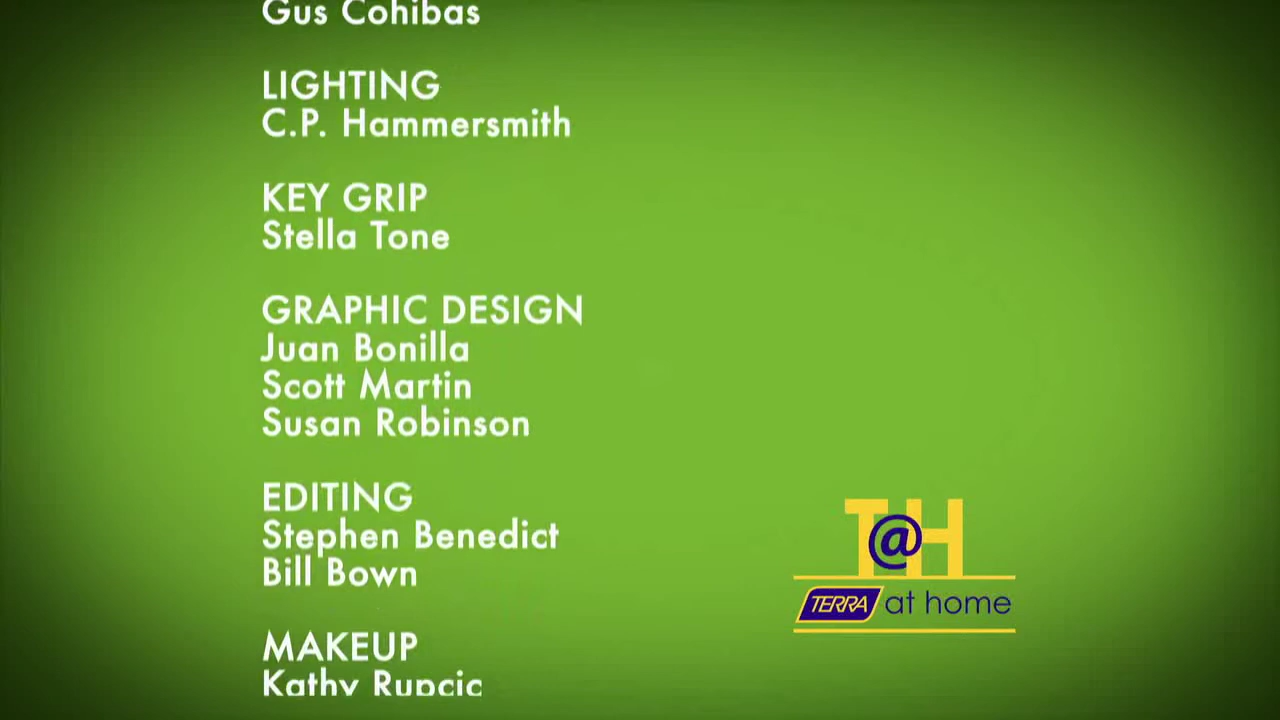 Gus Cohibas
LIGHTING
C.P. Hammersmith
KEY GRIP
Stella Tone
GRAPHIC DESIGN
Juan Bonilla
Scott Martin
Susan Robinson
EDITING
Stephen Benedict
Bill Bown
MAKEUP
Kathy Rupcic
T@H
TERRA at home